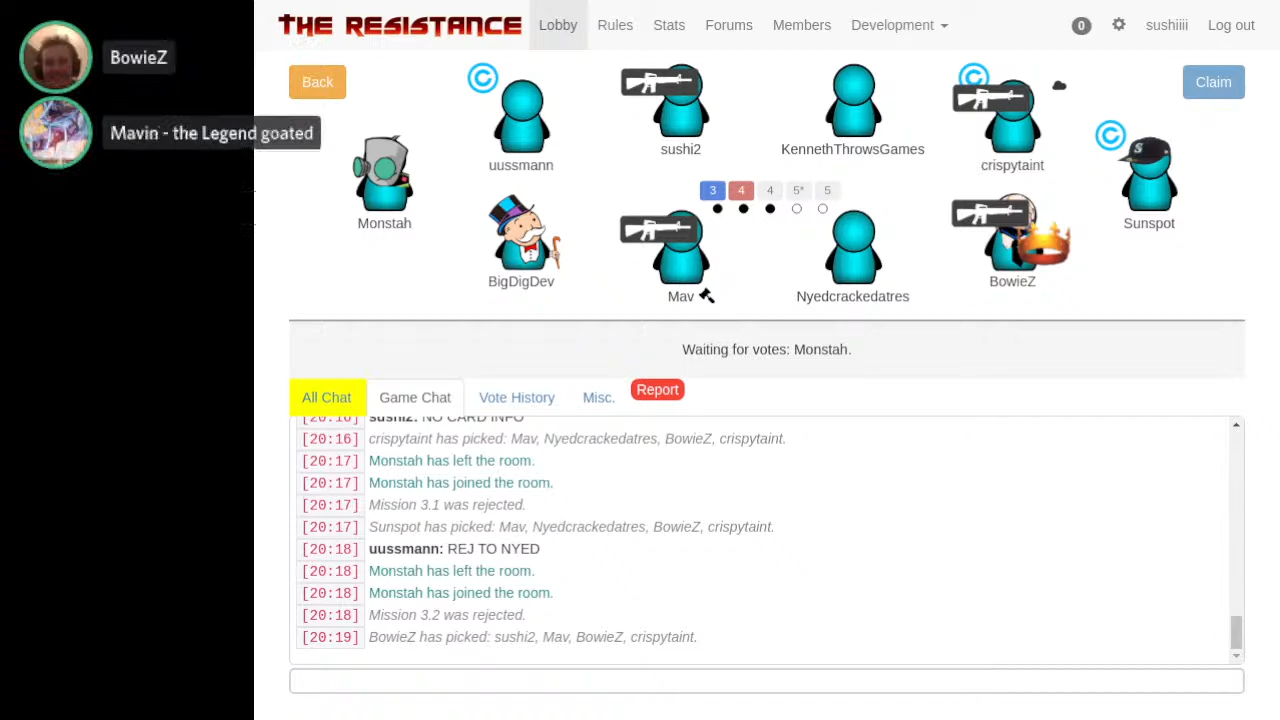 BowieZ
Mavin - the Legend goated
THE RESISTANCE
Lobby Rules Stats Forums Members Development 0 sushiiii Log out
Back
Claim
Monstah
uussmann
sushi2
KennethThrowsGames
crispytaint
Sunspot
3 4 4 5* 5
BigDigDev
Mav
Nyedcrackedatres
BowieZ
Waiting for votes: Monstah.
All Chat Game Chat Vote History Misc. Report
[20:16] sushi2: NO CARD INFO
[20:16] crispytaint has picked: Mav, Nyedcrackedatres, BowieZ, crispytaint.
[20:17] Monstah has left the room.
[20:17] Monstah has joined the room.
[20:17] Mission 3.1 was rejected.
[20:17] Sunspot has picked: Mav, Nyedcrackedatres, BowieZ, crispytaint.
[20:18] uussmann: REJ TO NYED
[20:18] Monstah has left the room.
[20:18] Monstah has joined the room.
[20:18] Mission 3.2 was rejected.
[20:19] BowieZ has picked: sushi2, Mav, BowieZ, crispytaint.